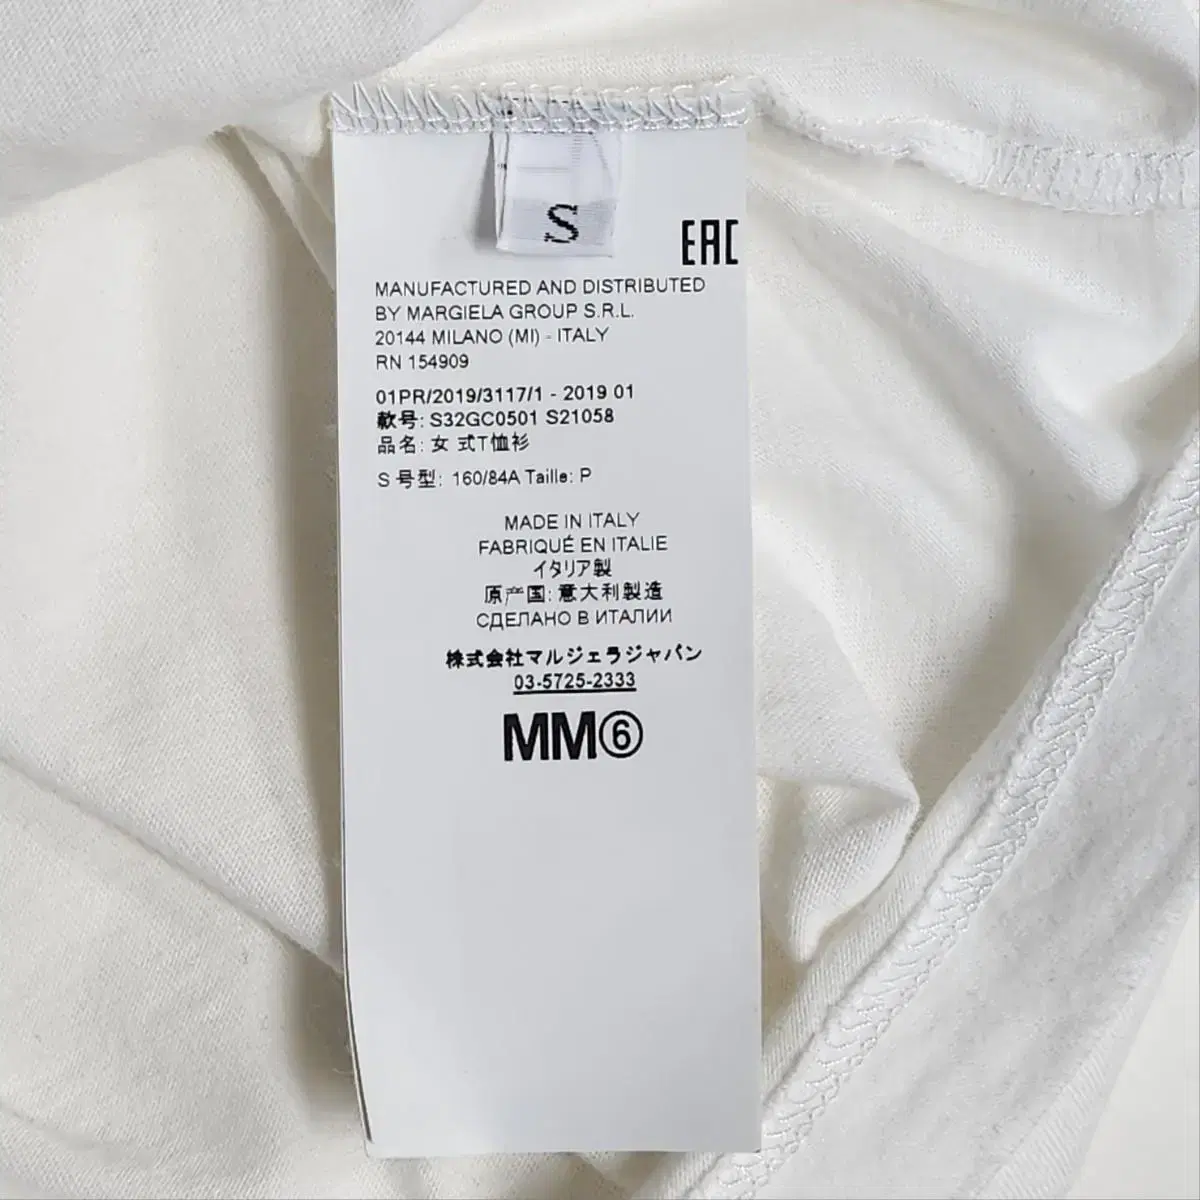 S
EAC
MANUFACTURED AND DISTRIBUTED
BY MARGIELA GROUP S.R.L.
20144 MILANO (MI) - ITALY
RN 154909
01PR/2019/3117/1 - 2019 01
款号: S32GC0501 S21058
品名: 女 式T恤衫
S 号型: 160/84A Taille: P
MADE IN ITALY
FABRIQUÉ EN ITALIE
イタリア製
原产国: 意大利製造
СДЕЛАНО В ИТАЛИИ
株式会社マルジェラジャパン
03-5725-2333
MM⑥